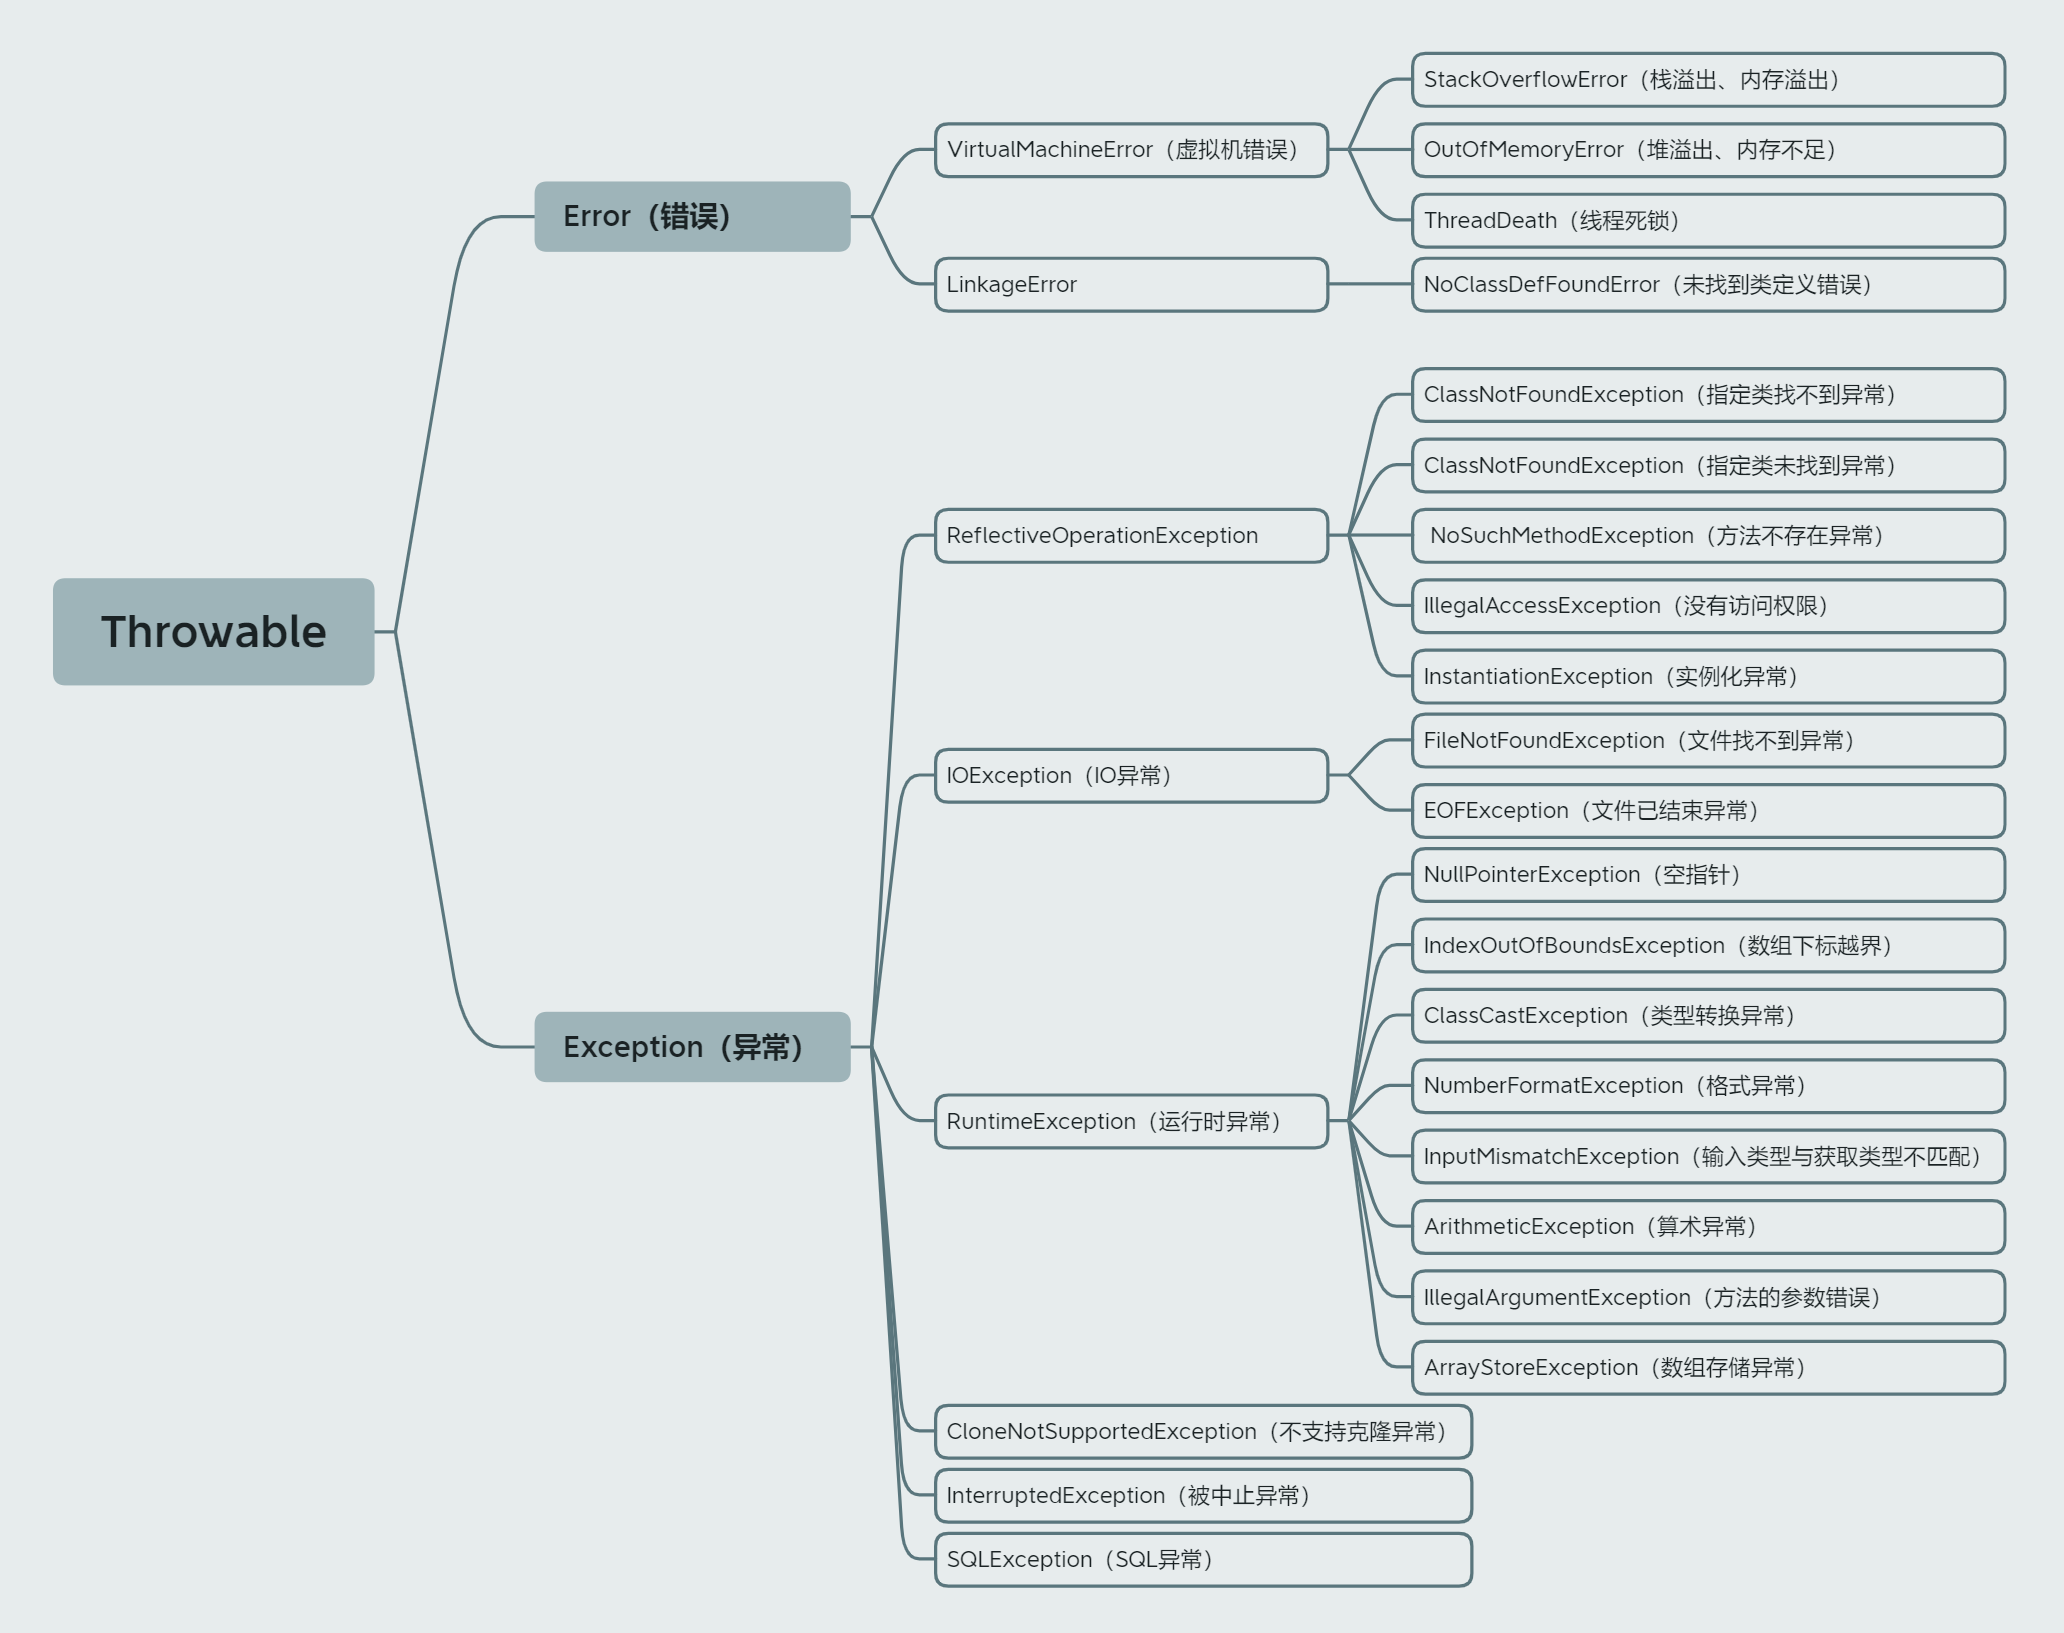 Throwable
Error（错误）
VirtualMachineError（虚拟机错误）
StackOverflowError（栈溢出、内存溢出）
OutOfMemoryError（堆溢出、内存不足）
ThreadDeath（线程死锁）
LinkageError
NoClassDefFoundError（未找到类定义错误）
Exception（异常）
ReflectiveOperationException
ClassNotFoundException（指定类找不到异常）
ClassNotFoundException（指定类未找到异常）
NoSuchMethodException（方法不存在异常）
IllegalAccessException（没有访问权限）
InstantiationException（实例化异常）
IOException（IO异常）
FileNotFoundException（文件找不到异常）
EOFException（文件已结束异常）
RuntimeException（运行时异常）
NullPointerException（空指针）
IndexOutOfBoundsException（数组下标越界）
ClassCastException（类型转换异常）
NumberFormatException（格式异常）
InputMismatchException（输入类型与获取类型不匹配）
ArithmeticException（算术异常）
IllegalArgumentException（方法的参数错误）
ArrayStoreException（数组存储异常）
CloneNotSupportedException（不支持克隆异常）
InterruptedException（被中止异常）
SQLException（SQL异常）